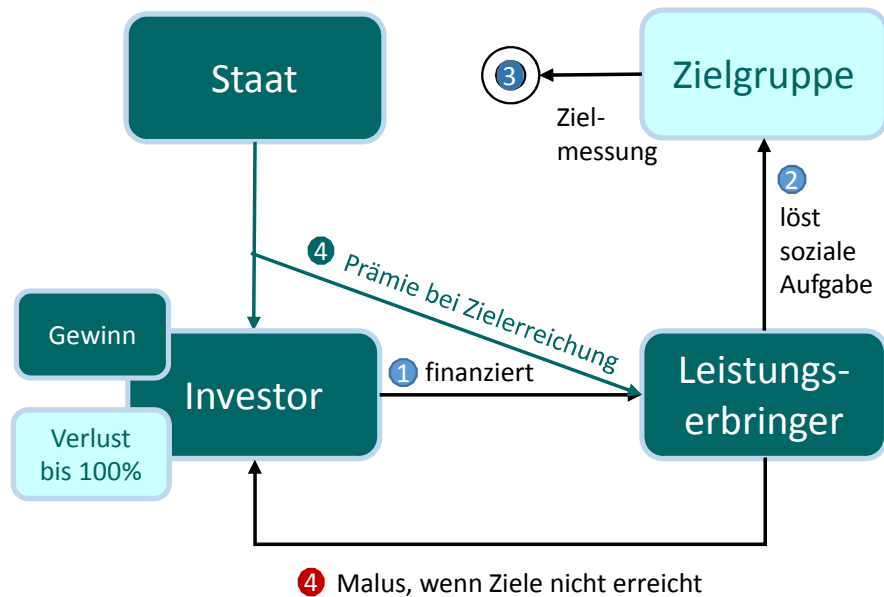 Staat
3
Zielgruppe
Ziel-
messung
2
löst
soziale
Aufgabe
4 Prämie bei Zielerreichung
Gewinn
Investor
1 finanziert
Leistungs-
erbringer
Verlust
bis 100%
4 Malus, wenn Ziele nicht erreicht